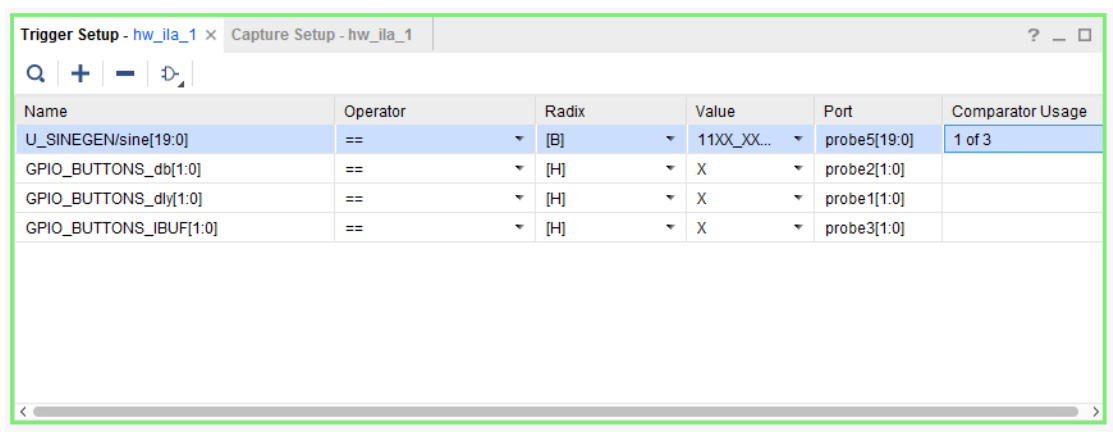 Trigger Setup - hw_ila_1 × Capture Setup - hw_ila_1 ?
Name Operator Radix Value Port Comparator Usage
U_SINEGEN/sine[19:0] == [B] 11XX_XX... probe5[19:0] 1 of 3
GPIO_BUTTONS_db[1:0] == [H] X probe2[1:0]
GPIO_BUTTONS_dly[1:0] == [H] X probe1[1:0]
GPIO_BUTTONS_IBUF[1:0] == [H] X probe3[1:0]